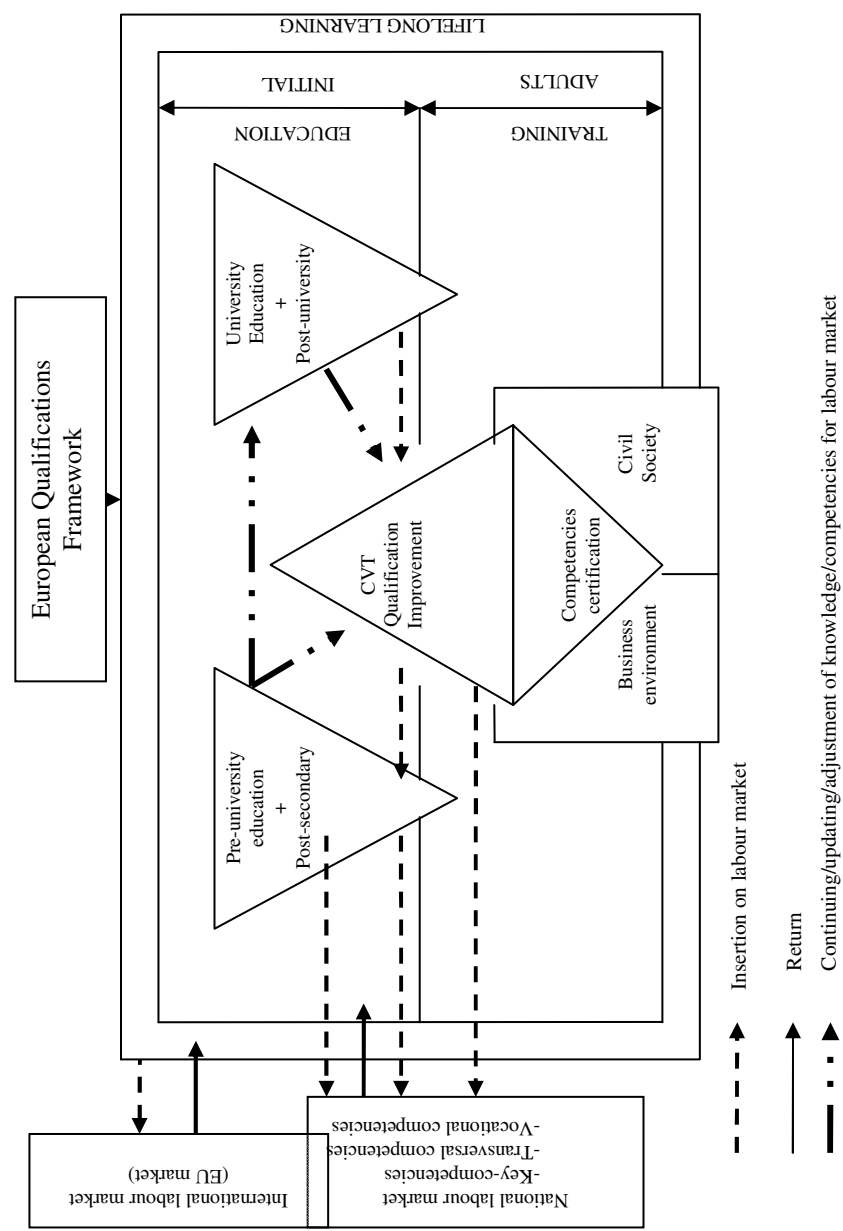 European Qualifications
Framework
LIFELONG LEARNING
INITIAL
EDUCATION
ADULTS
TRAINING
Pre-university
education
+
Post-secondary
University
Education
+
Post-university
CVT
Qualification
Improvement
Competencies
certification
Business
environment
Civil
Society
International labour market
(EU market)
National labour market
-Key-competencies
-Transversal competencies
-Vocational competencies
Insertion on labour market
Return
Continuing/updating/adjustment of knowledge/competencies for labour market